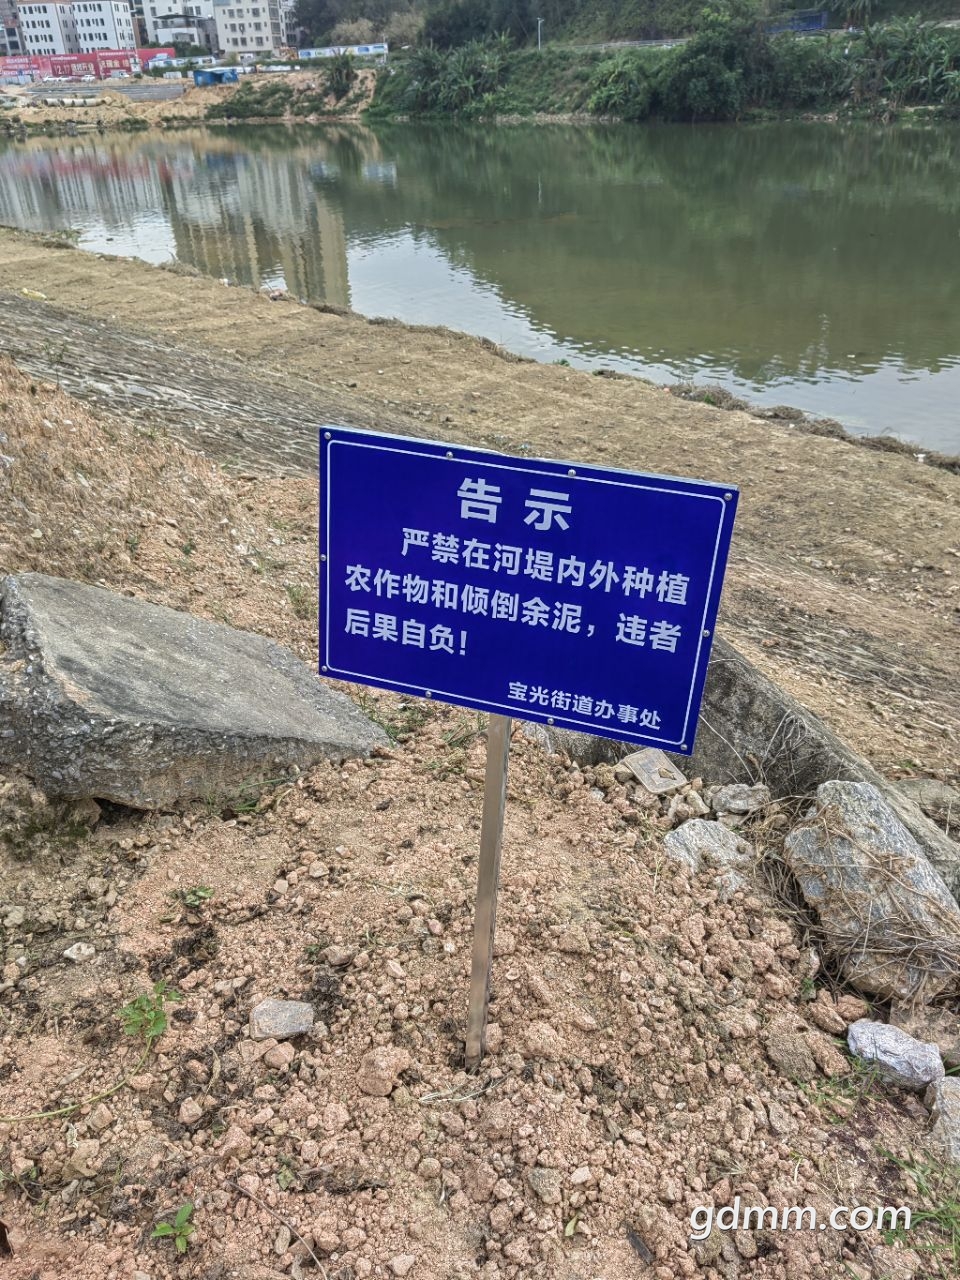 告示
严禁在河堤内外种植
农作物和倾倒余泥，违者
后果自负！
宝光街道办事处
gdmm.com